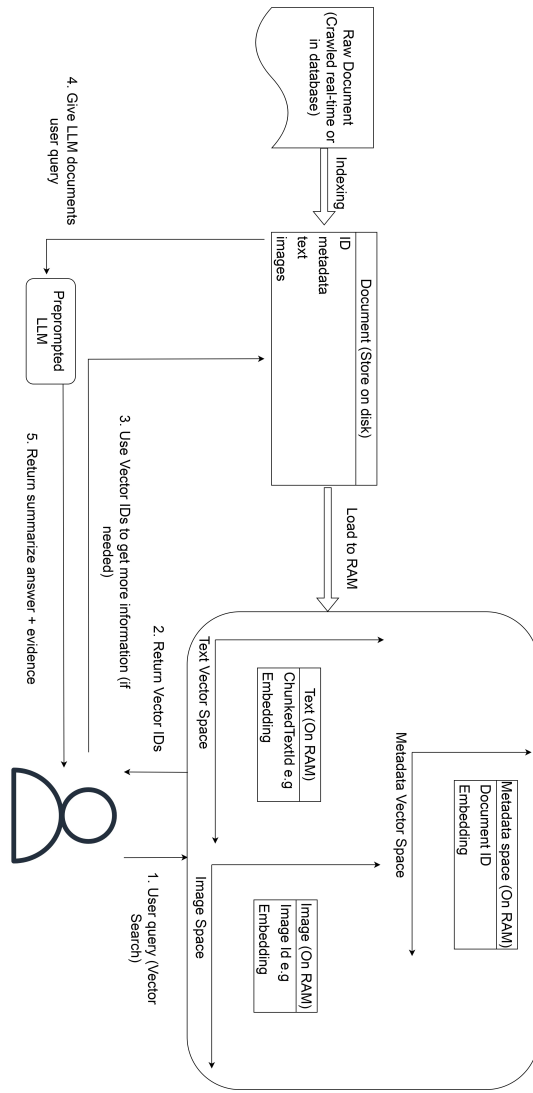 Raw Document
(Crawled real-time or
in database)
Indexing
Document (Store on disk)
ID
metadata
text
images
Load to RAM
Metadata space (On RAM)
Document ID
Embedding
Metadata Vector Space
Text (On RAM)
ChunkedTextId e.g
Embedding
Text Vector Space
Image (On RAM)
Image Id e.g
Embedding
Image Space
1. User query (Vector
Search)
2. Return Vector IDs
3. Use Vector IDs to get more information (if
needed)
4. Give LLM documents
user query
Preprompted
LLM
5. Return summarize answer + evidence